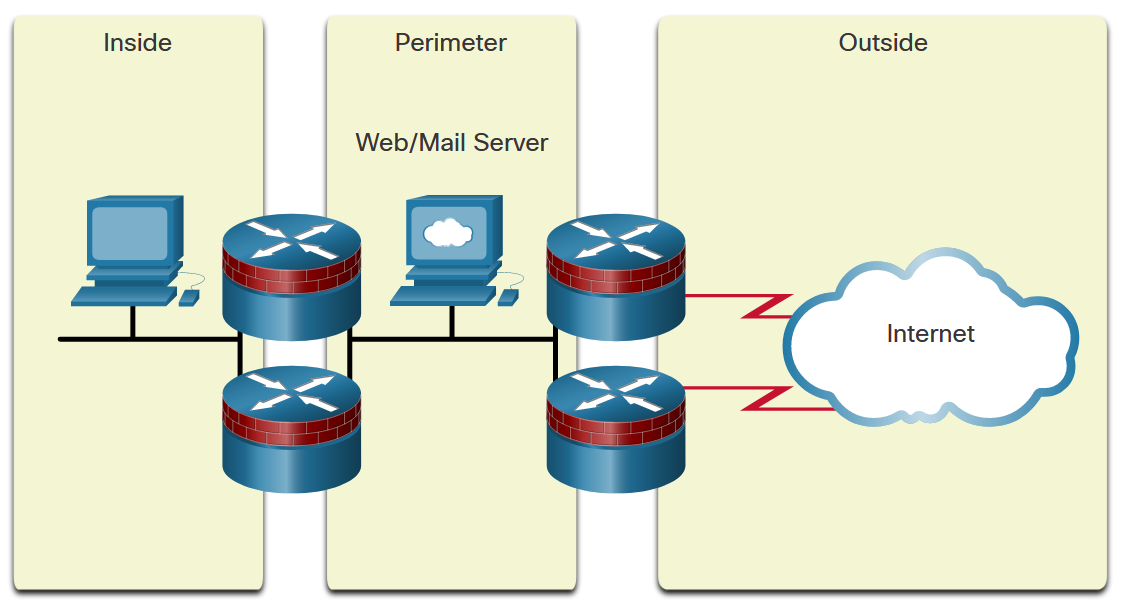 Inside
Perimeter
Outside
Web/Mail Server
Internet